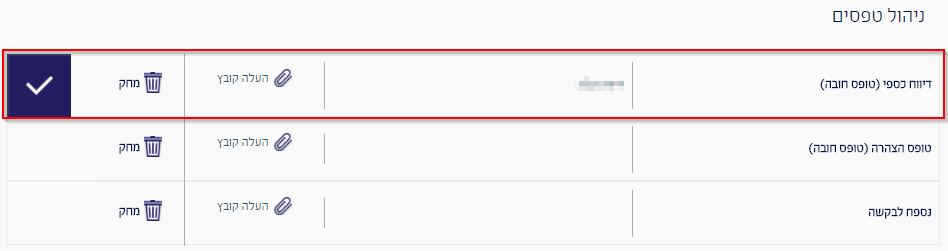 ניהול טפסים
דיווח כספי (טופס חובה) העלה קובץ מחק
טופס הצהרה (טופס חובה) העלה קובץ מחק
נספח לבקשה העלה קובץ מחק